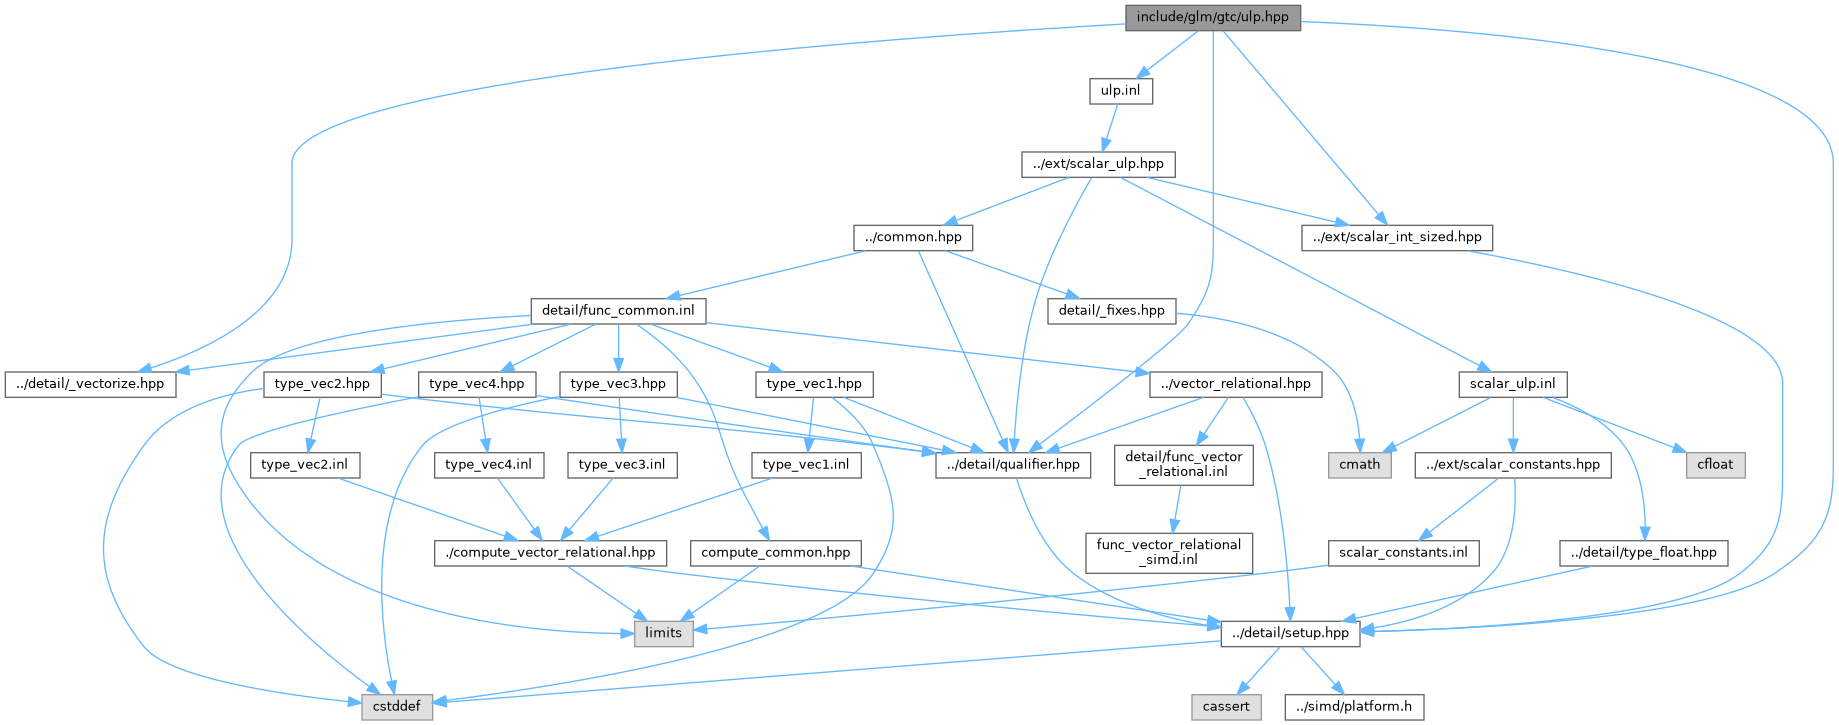 include/glm/gtc/ulp.hpp
ulp.inl
../ext/scalar_ulp.hpp
../common.hpp
../ext/scalar_int_sized.hpp
detail/func_common.inl
detail/_fixes.hpp
../detail/_vectorize.hpp
type_vec2.hpp
type_vec4.hpp
type_vec3.hpp
type_vec1.hpp
../vector_relational.hpp
scalar_ulp.inl
type_vec2.inl
type_vec4.inl
type_vec3.inl
type_vec1.inl
../detail/qualifier.hpp
detail/func_vector
_relational.inl
cmath
../ext/scalar_constants.hpp
cfloat
./compute_vector_relational.hpp
compute_common.hpp
func_vector_relational
_simd.inl
scalar_constants.inl
../detail/type_float.hpp
limits
../detail/setup.hpp
cstddef
cassert
../simd/platform.h